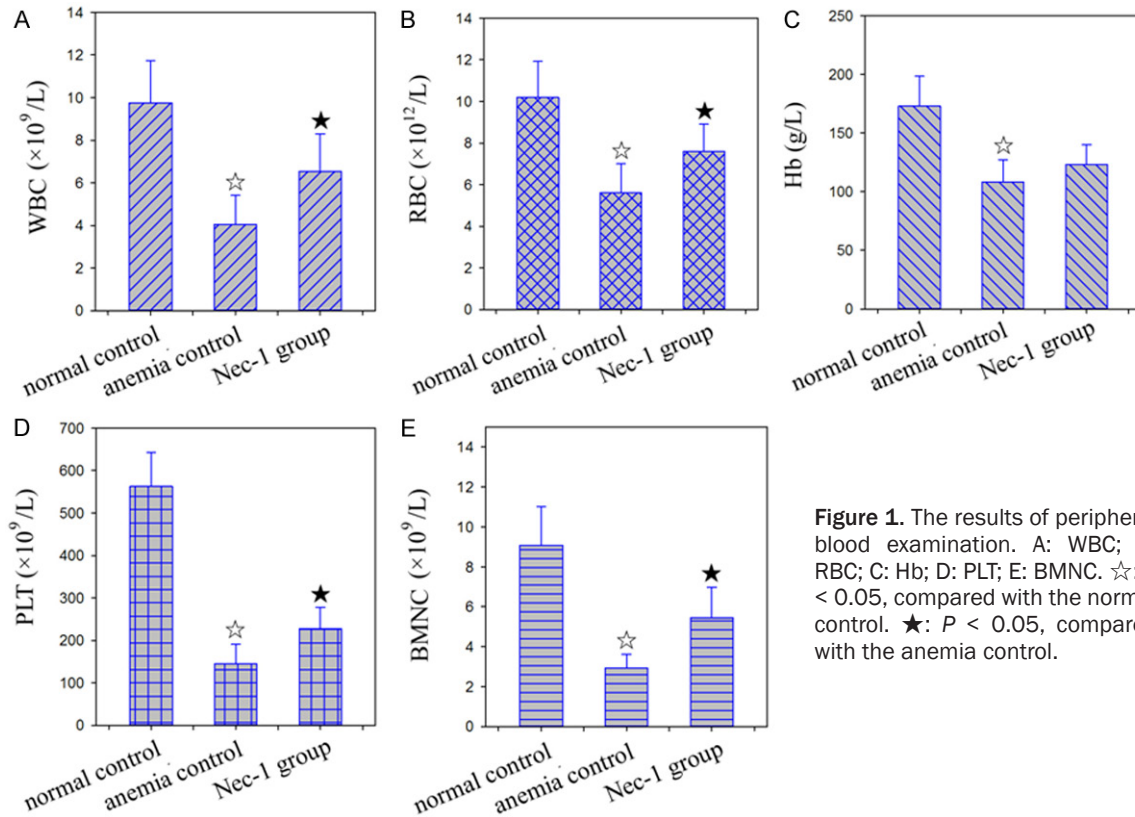 A
WBC (×10⁹/L)
14
12
10
8
6
4
2
0
☆
★
normal control
anemia control
Nec-1 group
B
RBC (×10¹²/L)
14
12
10
8
6
4
2
0
☆
★
normal control
anemia control
Nec-1 group
C
Hb (g/L)
250
200
150
100
50
0
☆
normal control
anemia control
Nec-1 group
D
PLT (×10⁹/L)
700
600
500
400
300
200
100
0
☆
★
normal control
anemia control
Nec-1 group
E
BMNC (×10⁹/L)
14
12
10
8
6
4
2
0
☆
★
normal control
anemia control
Nec-1 group
Figure 1. The results of peripher
blood examination. A: WBC;
RBC; C: Hb; D: PLT; E: BMNC. ☆:
< 0.05, compared with the norm
control. ★: P < 0.05, compare
with the anemia control.